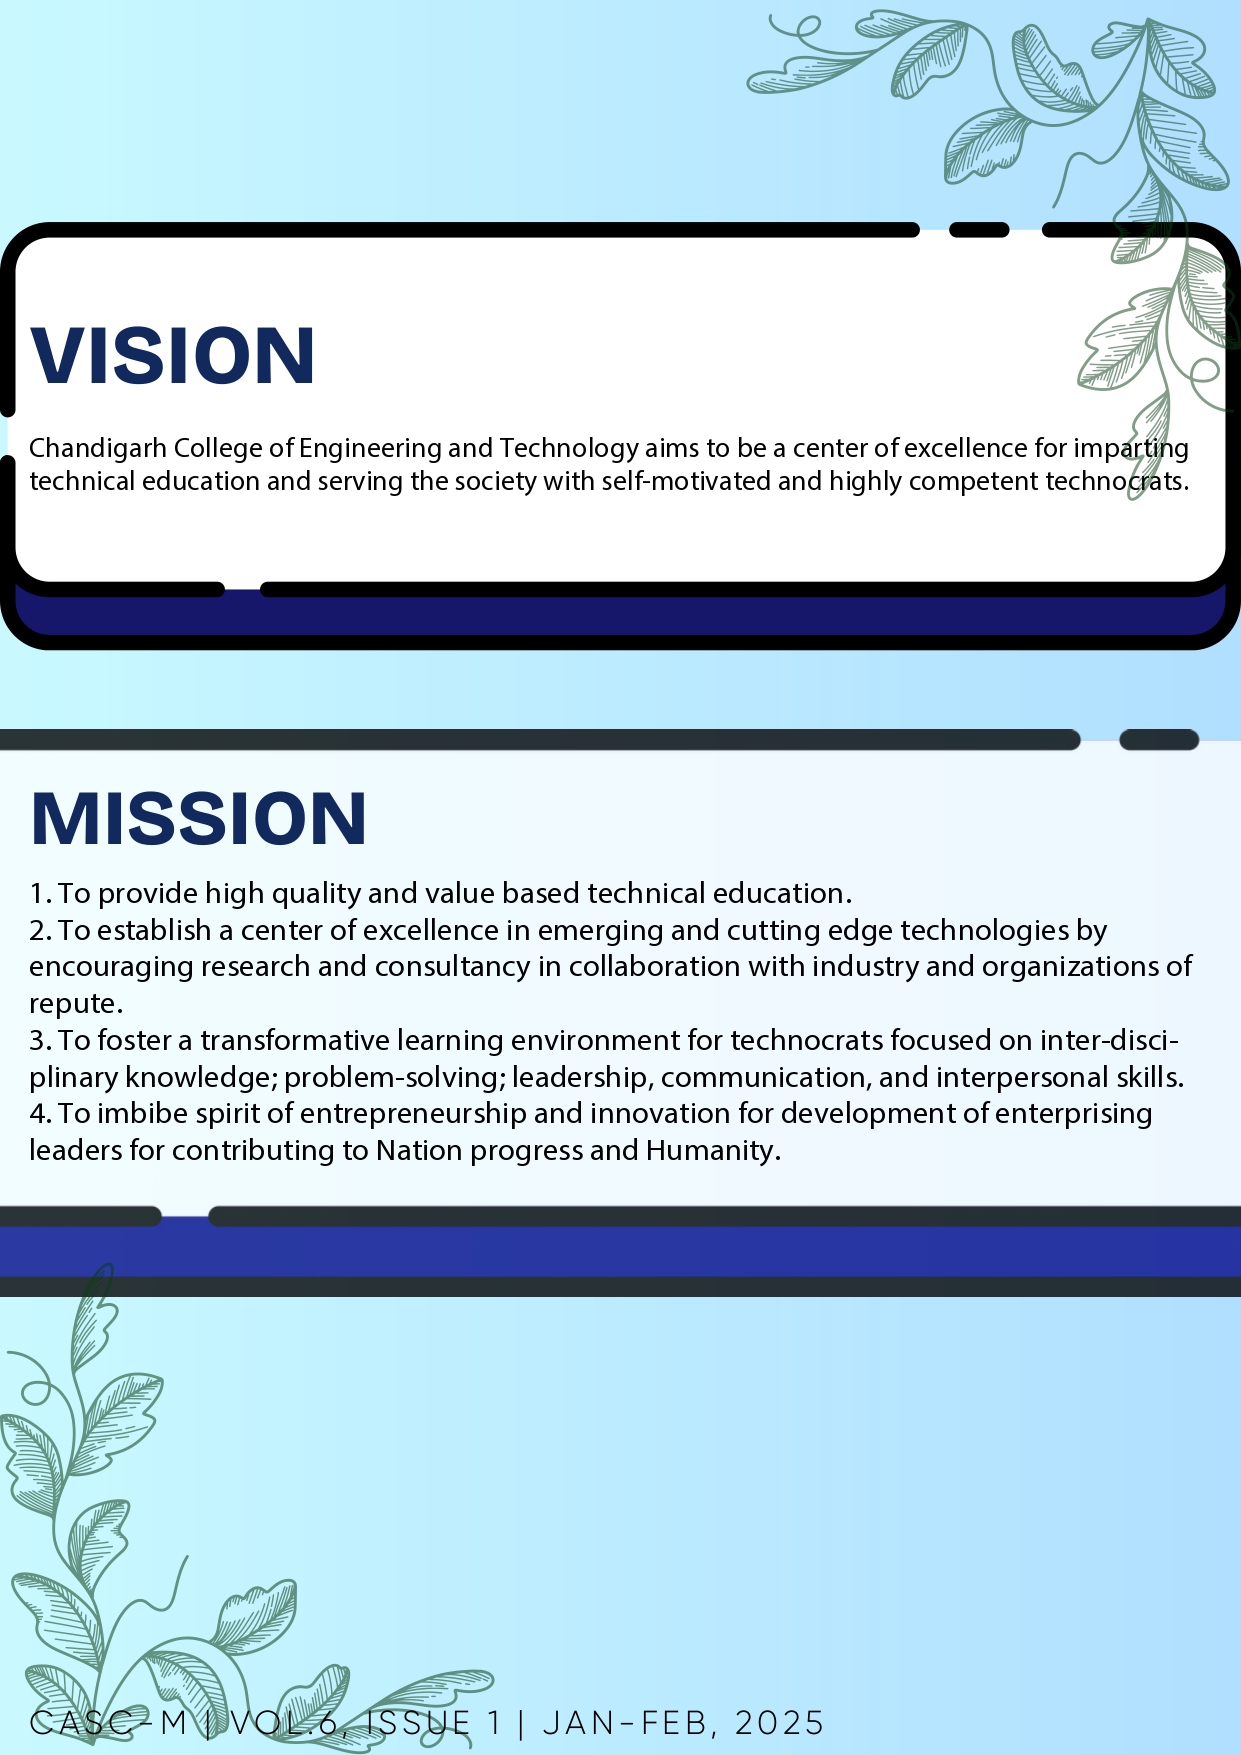 VISION
Chandigarh College of Engineering and Technology aims to be a center of excellence for imparting
technical education and serving the society with self-motivated and highly competent technocrats.
MISSION
1. To provide high quality and value based technical education.
2. To establish a center of excellence in emerging and cutting edge technologies by
encouraging research and consultancy in collaboration with industry and organizations of
repute.
3. To foster a transformative learning environment for technocrats focused on inter-disci-
plinary knowledge; problem-solving; leadership, communication, and interpersonal skills.
4. To imbibe spirit of entrepreneurship and innovation for development of enterprising
leaders for contributing to Nation progress and Humanity.
CASC-M | VOL.6, ISSUE 1 | JAN-FEB, 2025